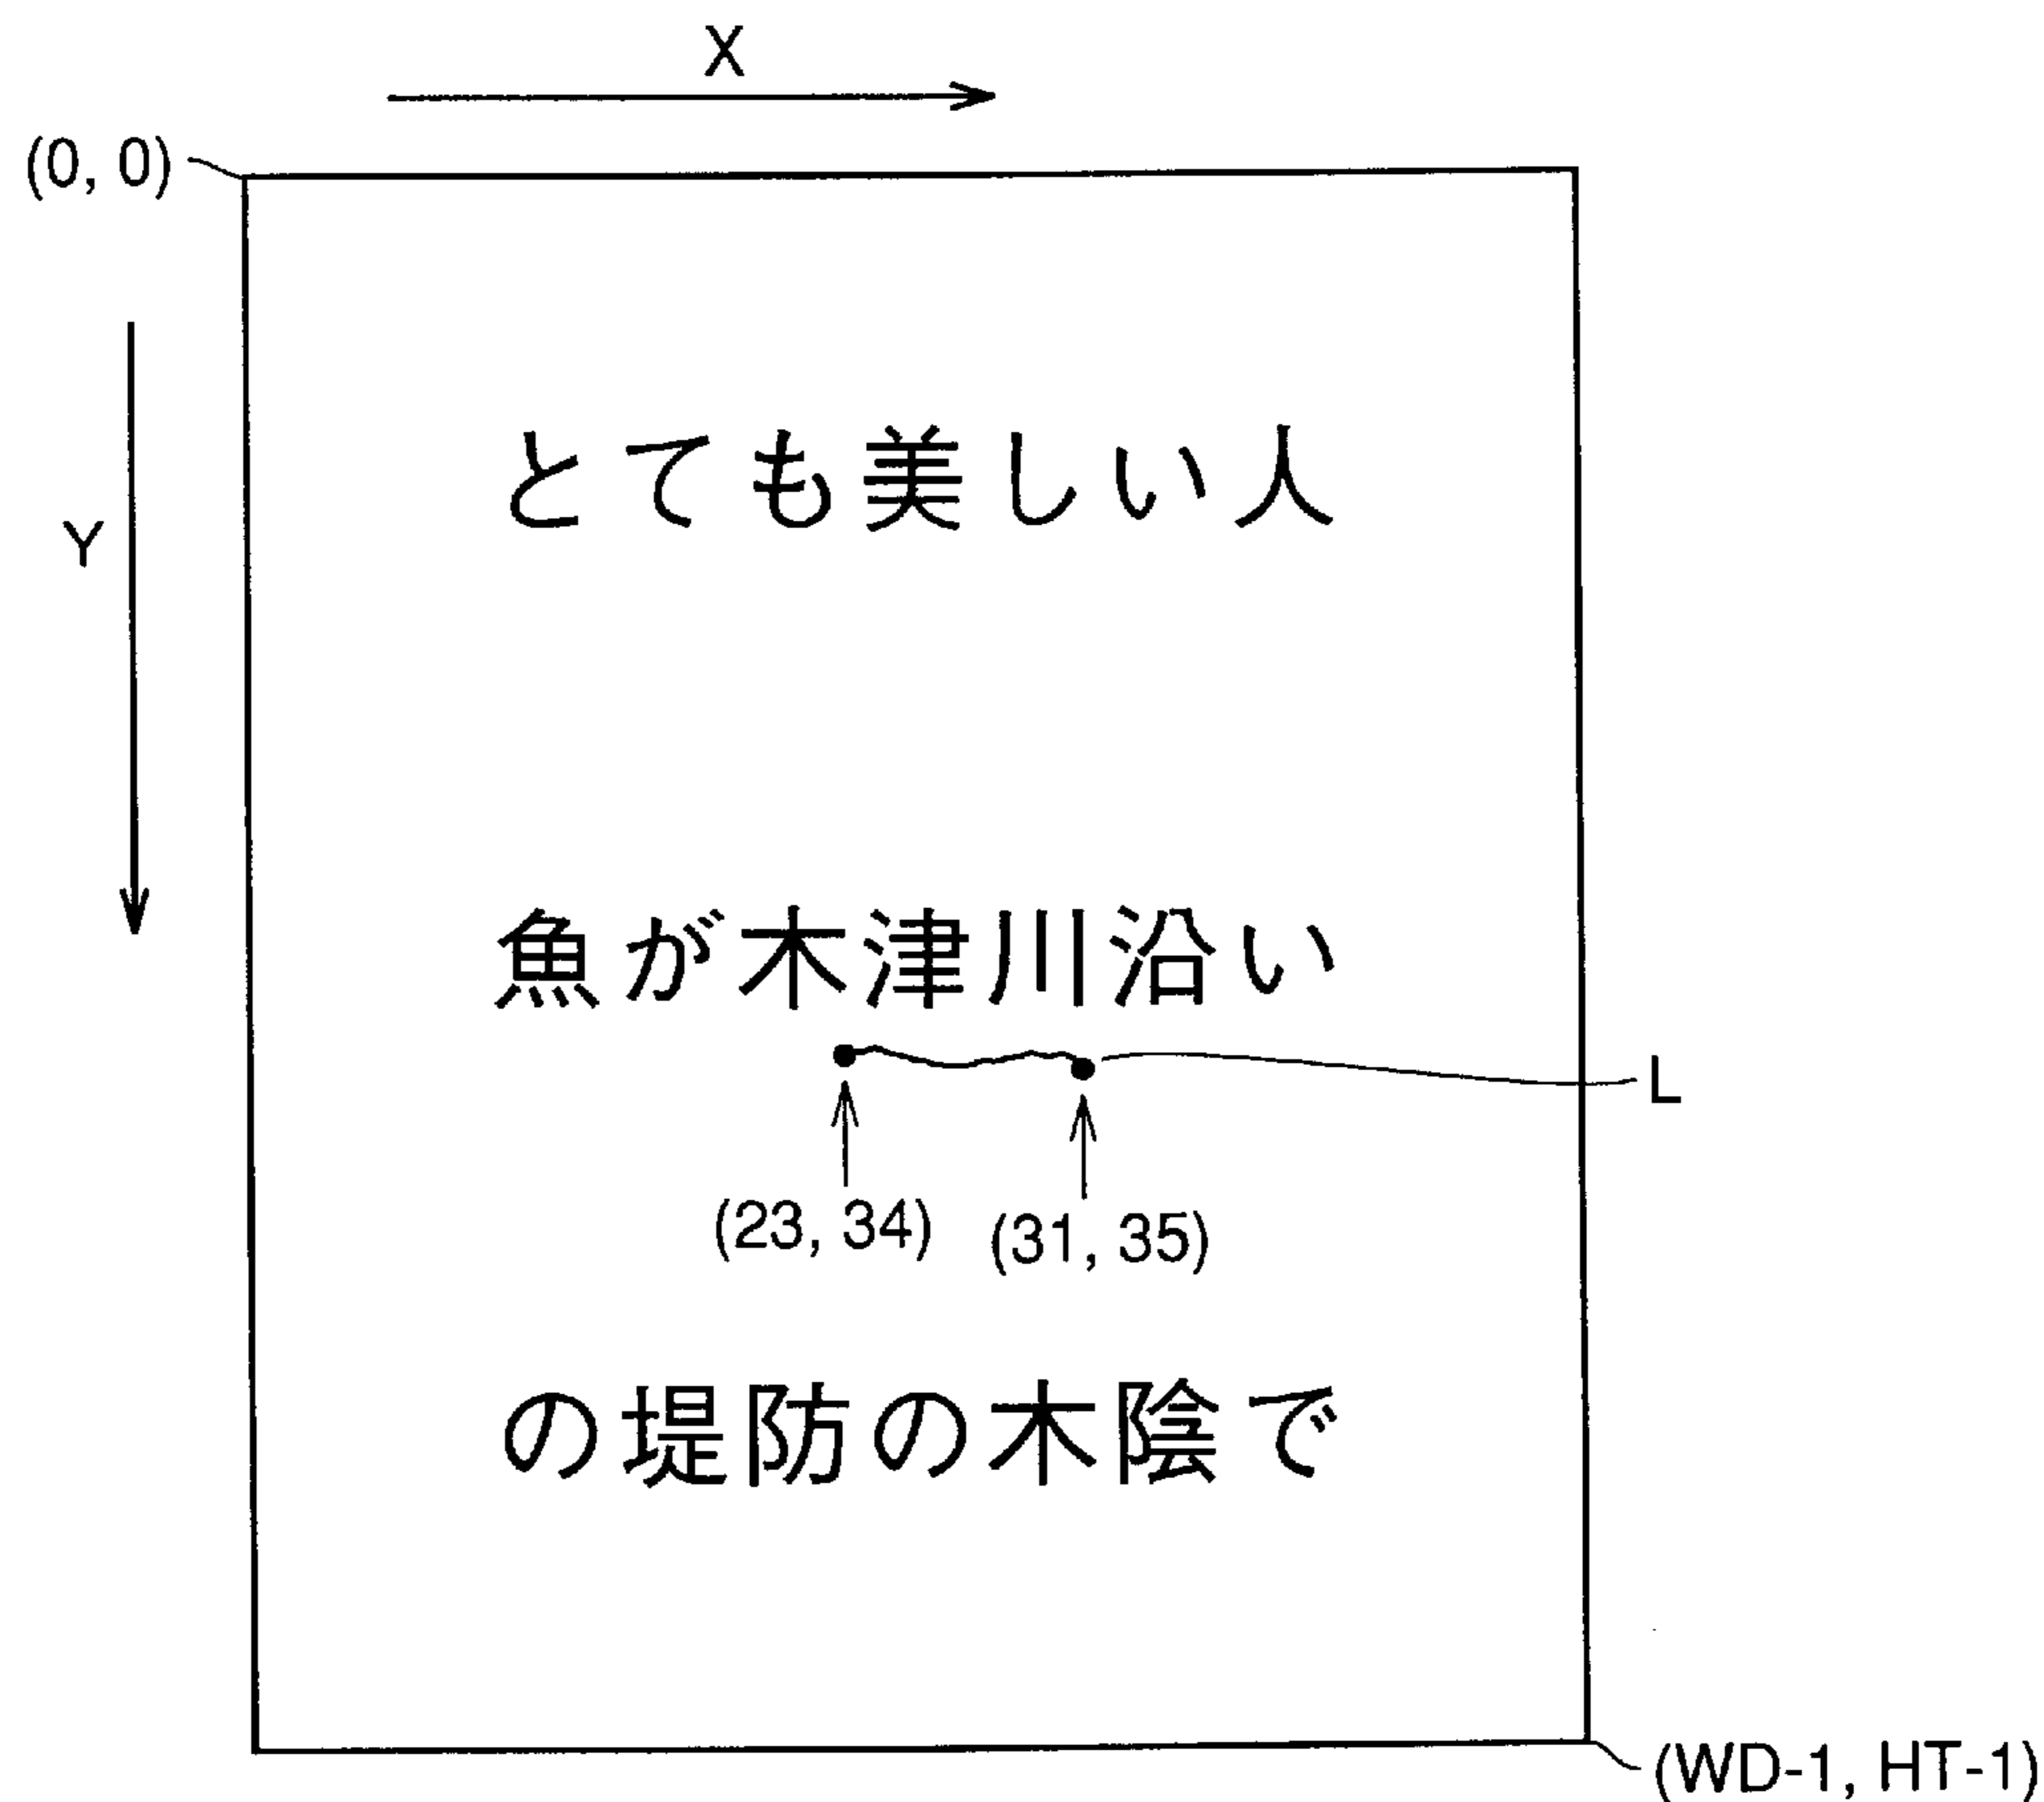 X
(0, 0)
Y
とても美しい人
魚が木津川沿い
L
(23, 34)
(31, 35)
の堤防の木陰で
(WD-1, HT-1)